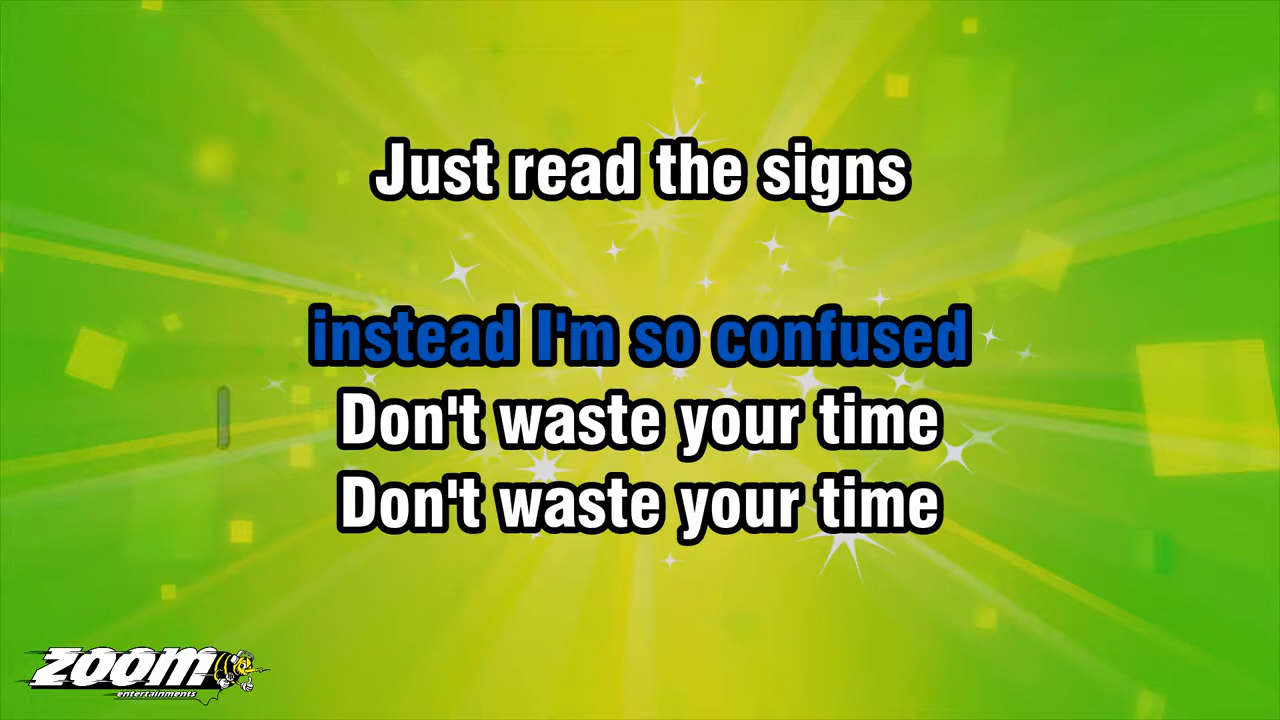 Just read the signs
instead I'm so confused
Don't waste your time
Don't waste your time
ZOOM
entertainments